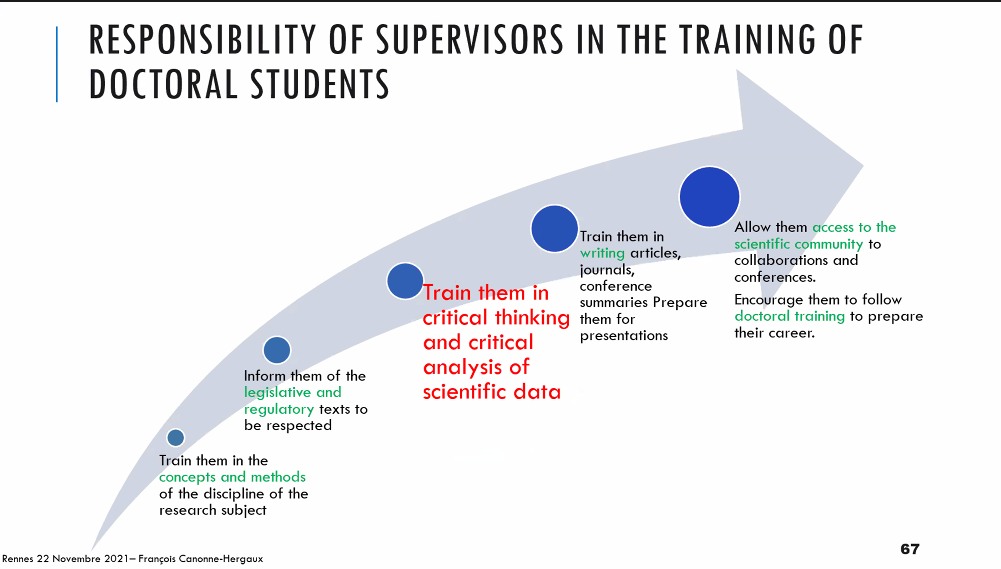 RESPONSIBILITY OF SUPERVISORS IN THE TRAINING OF
DOCTORAL STUDENTS
Train them in the
concepts and methods
of the discipline of the
research subject
Inform them of the
legislative and
regulatory texts to
be respected
Train them in
critical thinking
and critical
analysis of
scientific data
Train them in
writing articles,
journals,
conference
summaries Prepare
them for
presentations
Allow them access to the
scientific community to
collaborations and
conferences.
Encourage them to follow
doctoral training to prepare
their career.
Rennes 22 Novembre 2021– François Canonne-Hergaux
67